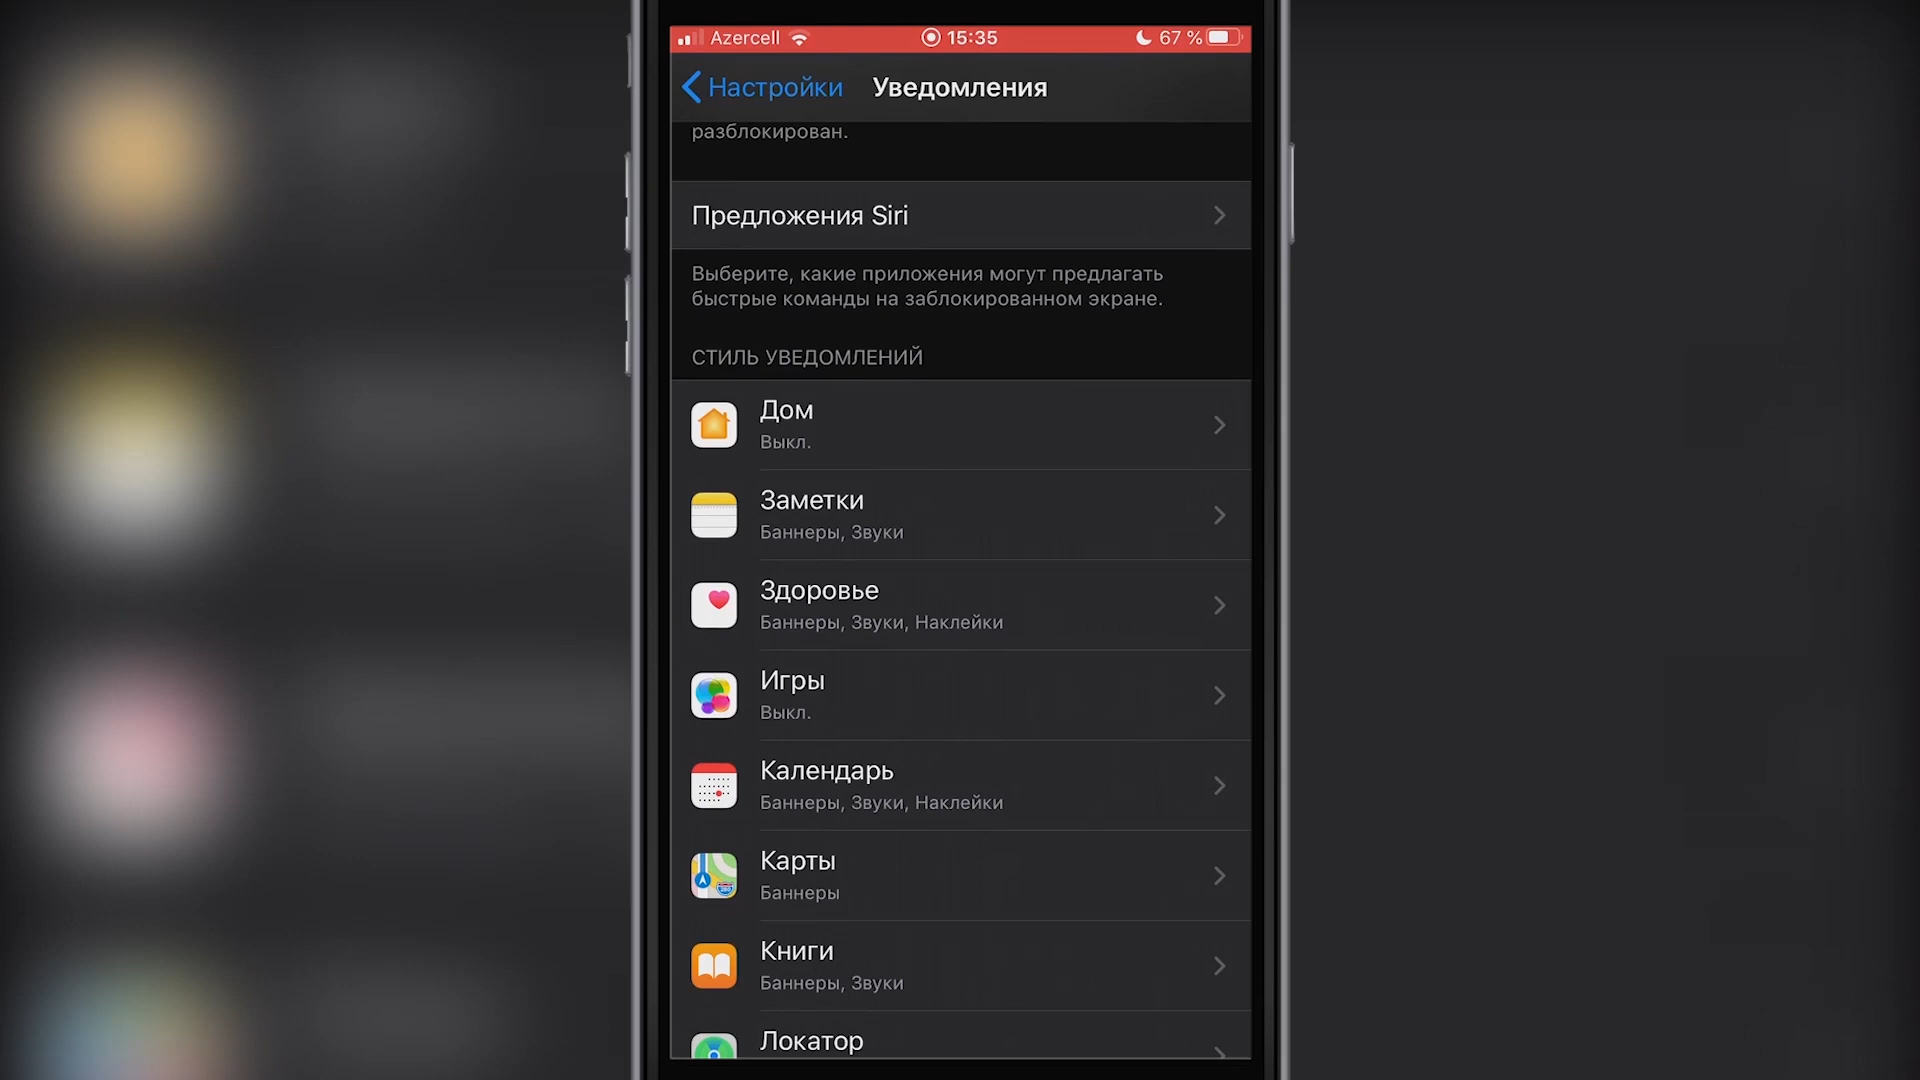 Azercell 15:35 67 %
Настройки Уведомления
разблокирован.
Предложения Siri
Выберите, какие приложения могут предлагать
быстрые команды на заблокированном экране.
СТИЛЬ УВЕДОМЛЕНИЙ
Дом
Выкл.
Заметки
Баннеры, Звуки
Здоровье
Баннеры, Звуки, Наклейки
Игры
Выкл.
Календарь
Баннеры, Звуки, Наклейки
Карты
Баннеры
Книги
Баннеры, Звуки
Локатор